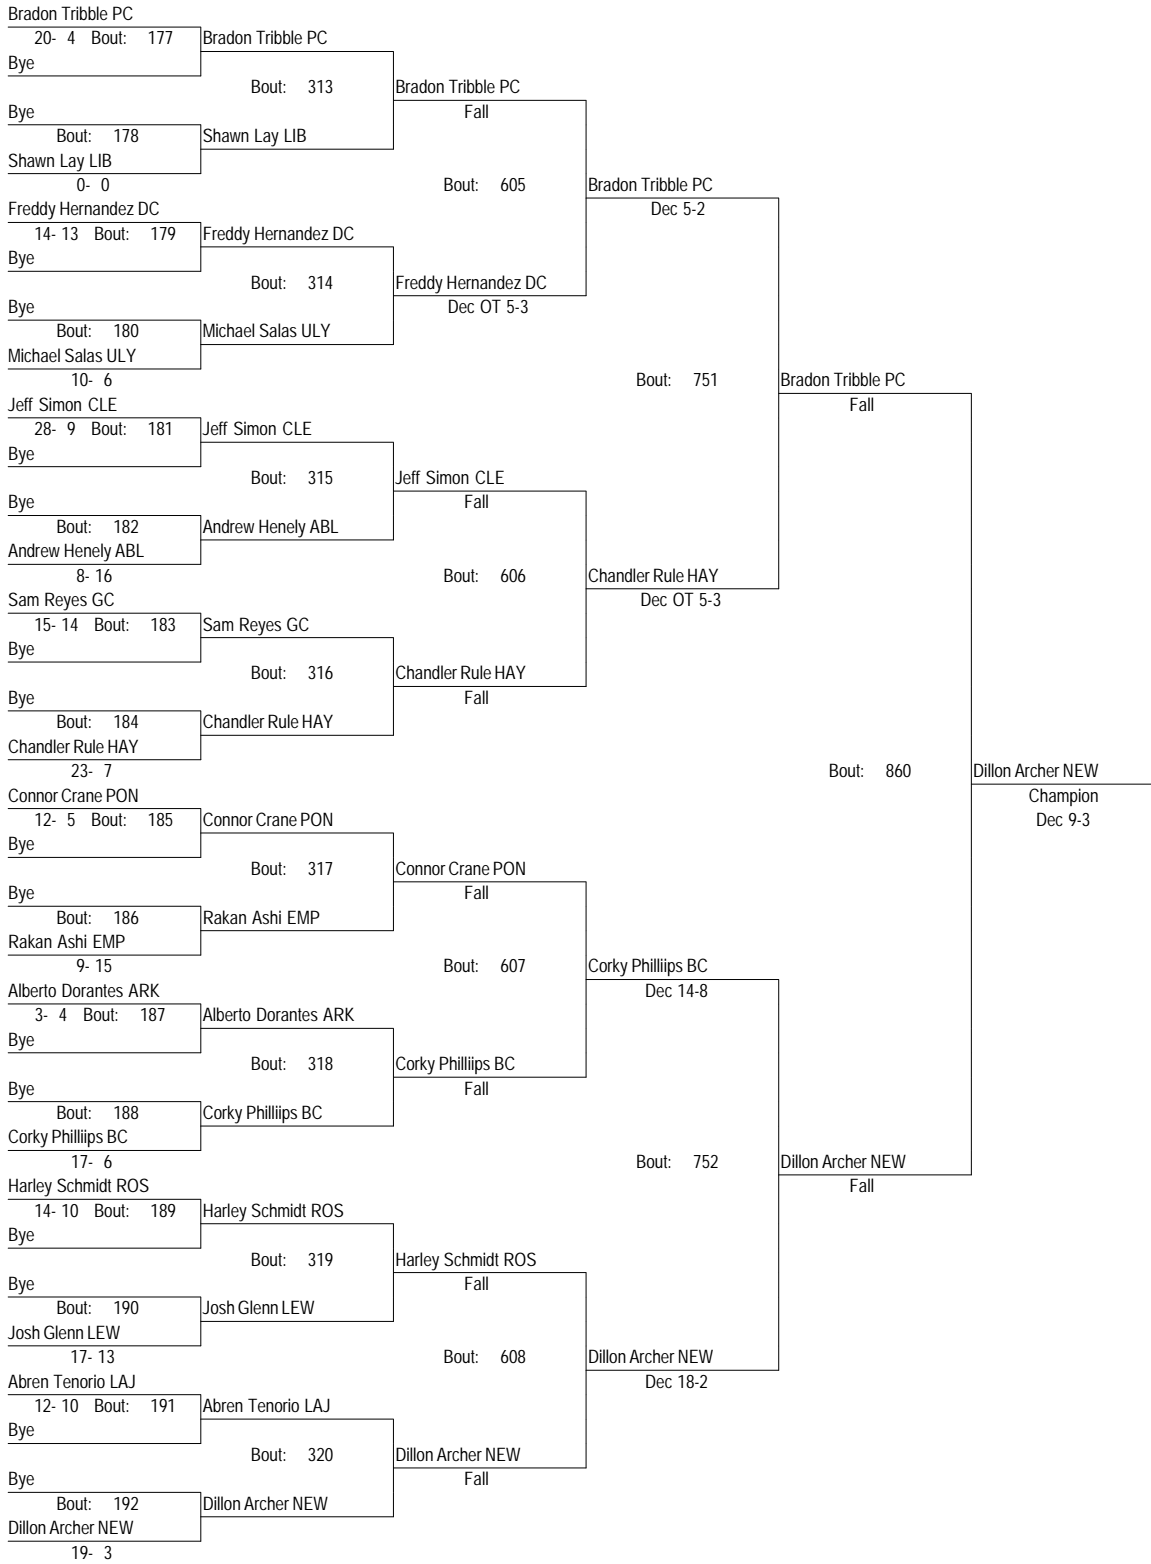 Bradon Tribble PC
20- 4 Bout: 177 Bradon Tribble PC
Bye
Bout: 313 Bradon Tribble PC
Bye Fall
Bout: 178 Shawn Lay LIB
Shawn Lay LIB
0- 0 Bout: 605 Bradon Tribble PC
Freddy Hernandez DC Dec 5-2
14- 13 Bout: 179 Freddy Hernandez DC
Bye
Bout: 314 Freddy Hernandez DC
Bye Dec OT 5-3
Bout: 180 Michael Salas ULY
Michael Salas ULY
10- 6 Bout: 751 Bradon Tribble PC
Jeff Simon CLE Fall
28- 9 Bout: 181 Jeff Simon CLE
Bye
Bout: 315 Jeff Simon CLE
Bye Fall
Bout: 182 Andrew Henely ABL
Andrew Henely ABL
8- 16 Bout: 606 Chandler Rule HAY
Sam Reyes GC Dec OT 5-3
15- 14 Bout: 183 Sam Reyes GC
Bye
Bout: 316 Chandler Rule HAY
Bye Fall
Bout: 184 Chandler Rule HAY
Chandler Rule HAY
23- 7 Bout: 860 Dillon Archer NEW
Connor Crane PON Champion
12- 5 Bout: 185 Connor Crane PON Dec 9-3
Bye
Bout: 317 Connor Crane PON
Bye Fall
Bout: 186 Rakan Ashi EMP
Rakan Ashi EMP
9- 15 Bout: 607 Corky Philliips BC
Alberto Dorantes ARK Dec 14-8
3- 4 Bout: 187 Alberto Dorantes ARK
Bye
Bout: 318 Corky Philliips BC
Bye Fall
Bout: 188 Corky Philliips BC
Corky Philliips BC
17- 6 Bout: 752 Dillon Archer NEW
Harley Schmidt ROS Fall
14- 10 Bout: 189 Harley Schmidt ROS
Bye
Bout: 319 Harley Schmidt ROS
Bye Fall
Bout: 190 Josh Glenn LEW
Josh Glenn LEW
17- 13 Bout: 608 Dillon Archer NEW
Abren Tenorio LAJ Dec 18-2
12- 10 Bout: 191 Abren Tenorio LAJ
Bye
Bout: 320 Dillon Archer NEW
Bye Fall
Bout: 192 Dillon Archer NEW
Dillon Archer NEW
19- 3